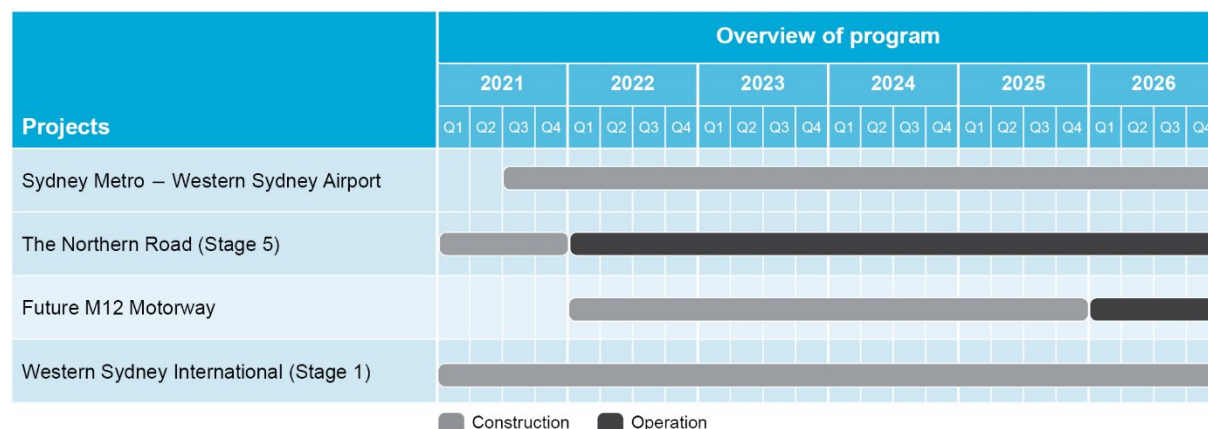 Overview of program
2021 2022 2023 2024 2025 2026
Projects Q1 Q2 Q3 Q4 Q1 Q2 Q3 Q4 Q1 Q2 Q3 Q4 Q1 Q2 Q3 Q4 Q1 Q2 Q3 Q4 Q1 Q2 Q3 Q4
Sydney Metro – Western Sydney Airport
The Northern Road (Stage 5)
Future M12 Motorway
Western Sydney International (Stage 1)
Construction Operation